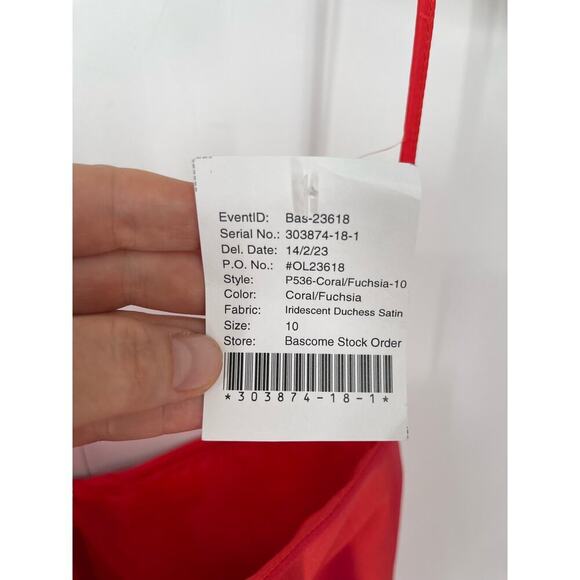 EventID: Bas-23618
Serial No.: 303874-18-1
Del. Date: 14/2/23
P.O. No.: #OL23618
Style: P536-Coral/Fuchsia-10
Color: Coral/Fuchsia
Fabric: Iridescent Duchess Satin
Size: 10
Store: Bascome Stock Order
*303874-18-1*